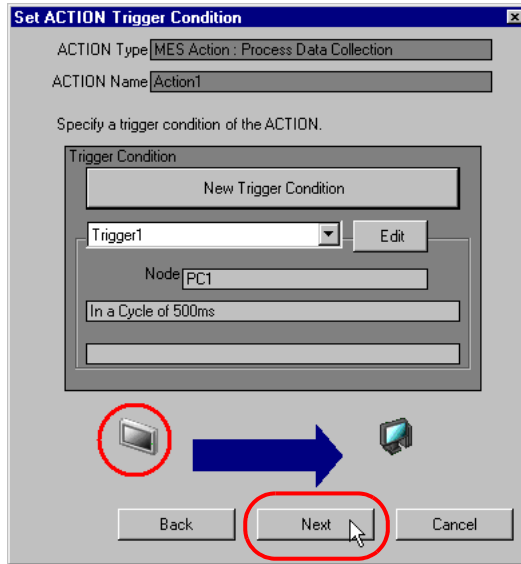 Set ACTION Trigger Condition
ACTION Type MES Action : Process Data Collection
ACTION Name Action1
Specify a trigger condition of the ACTION.
Trigger Condition
New Trigger Condition
Trigger1 Edit
Node PC1
In a Cycle of 500ms
Back Next Cancel